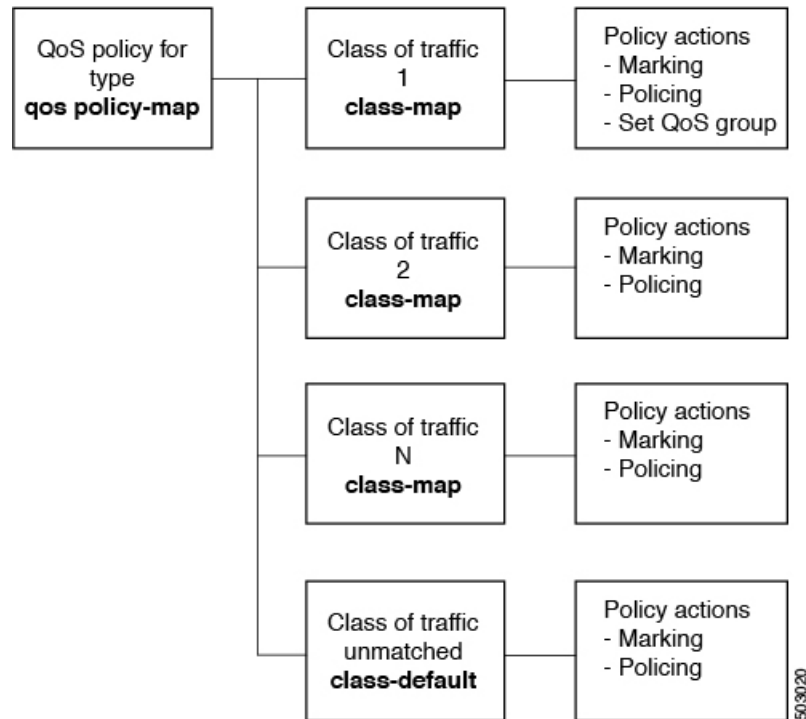 QoS policy for
type
qos policy-map
Class of traffic
1
class-map
Policy actions
- Marking
- Policing
- Set QoS group
Class of traffic
2
class-map
Policy actions
- Marking
- Policing
Class of traffic
N
class-map
Policy actions
- Marking
- Policing
Class of traffic
unmatched
class-default
Policy actions
- Marking
- Policing
503020